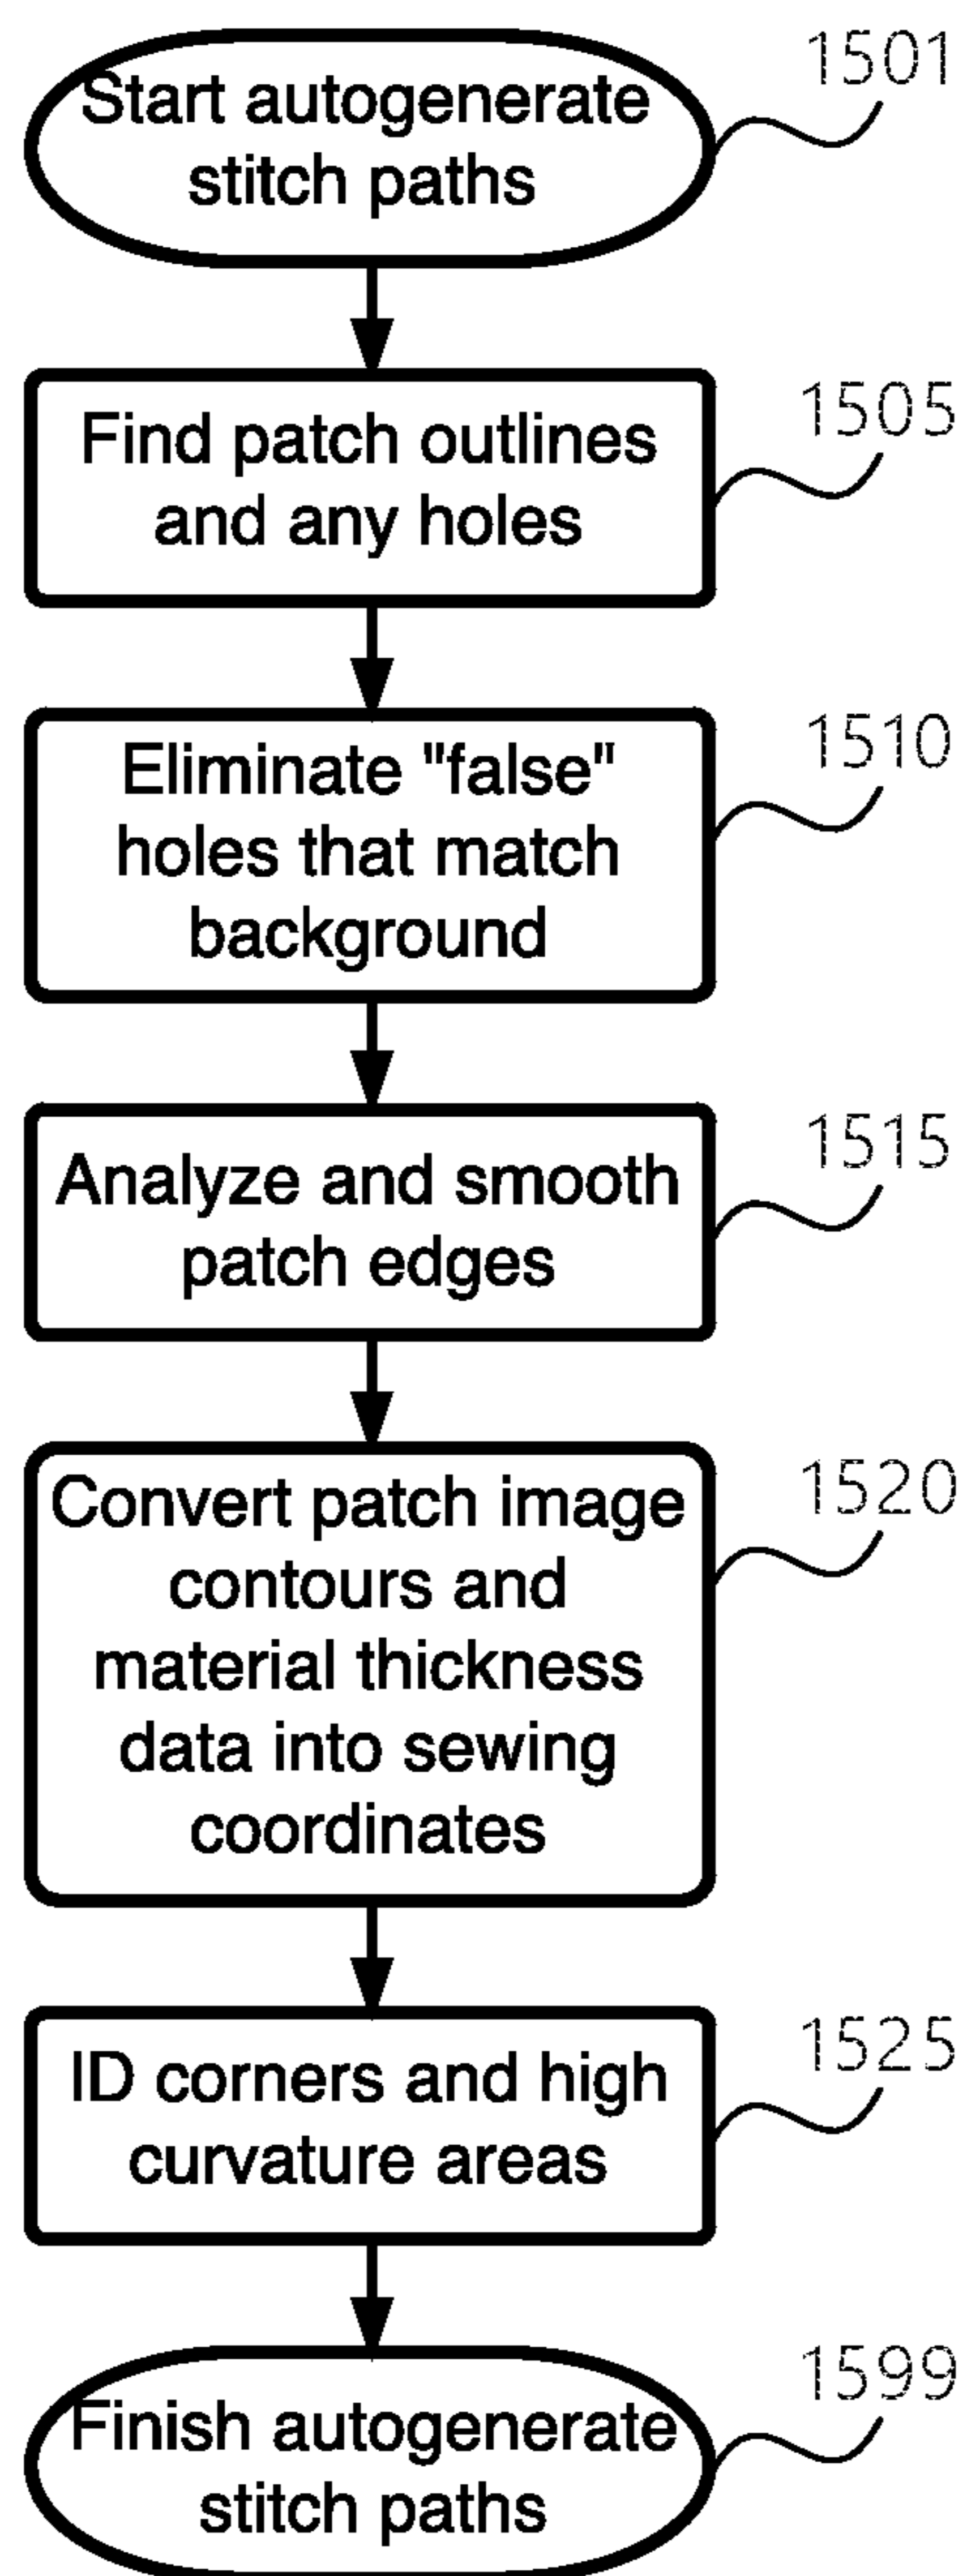 Start autogenerate
stitch paths
1501
Find patch outlines
and any holes
1505
Eliminate "false"
holes that match
background
1510
Analyze and smooth
patch edges
1515
Convert patch image
contours and
material thickness
data into sewing
coordinates
1520
ID corners and high
curvature areas
1525
Finish autogenerate
stitch paths
1599